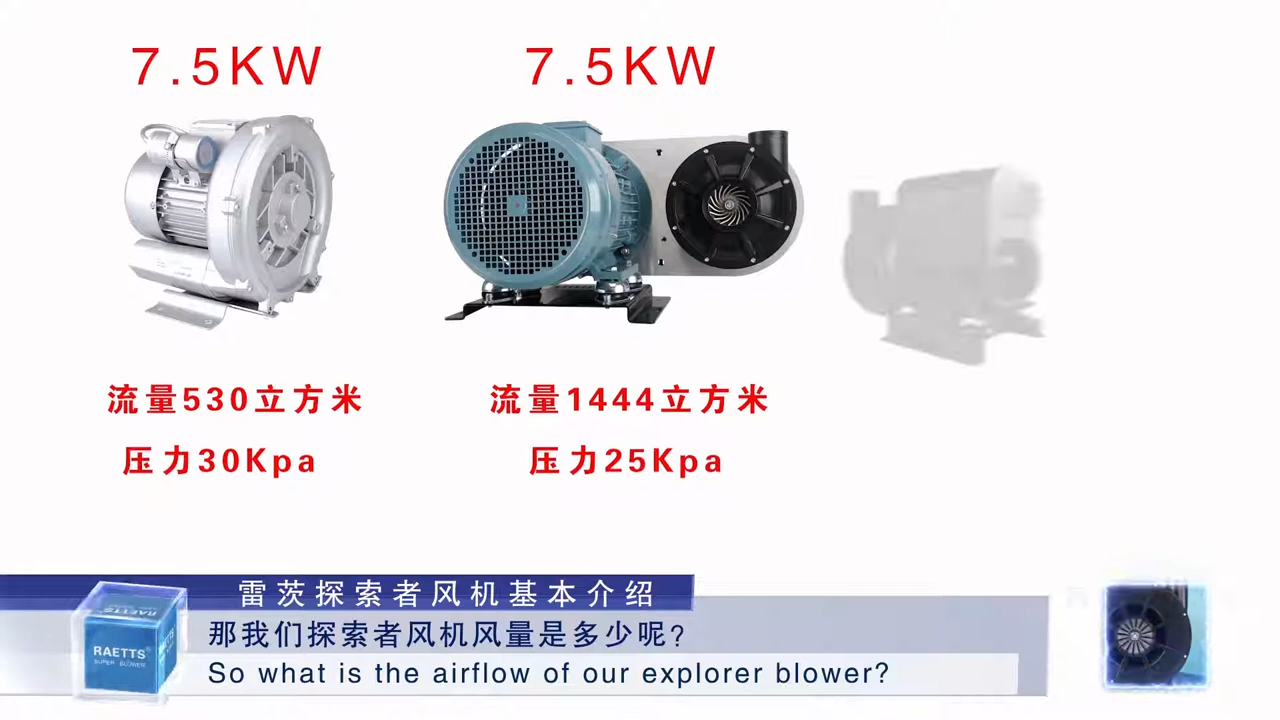 7.5KW
7.5KW
流量530立方米
流量1444立方米
压力30Kpa
压力25Kpa
雷茨探索者风机基本介绍
那我们探索者风机风量是多少呢?
So what is the airflow of our explorer blower?
RAETTS
RAETTS®
SUPER BLOWER